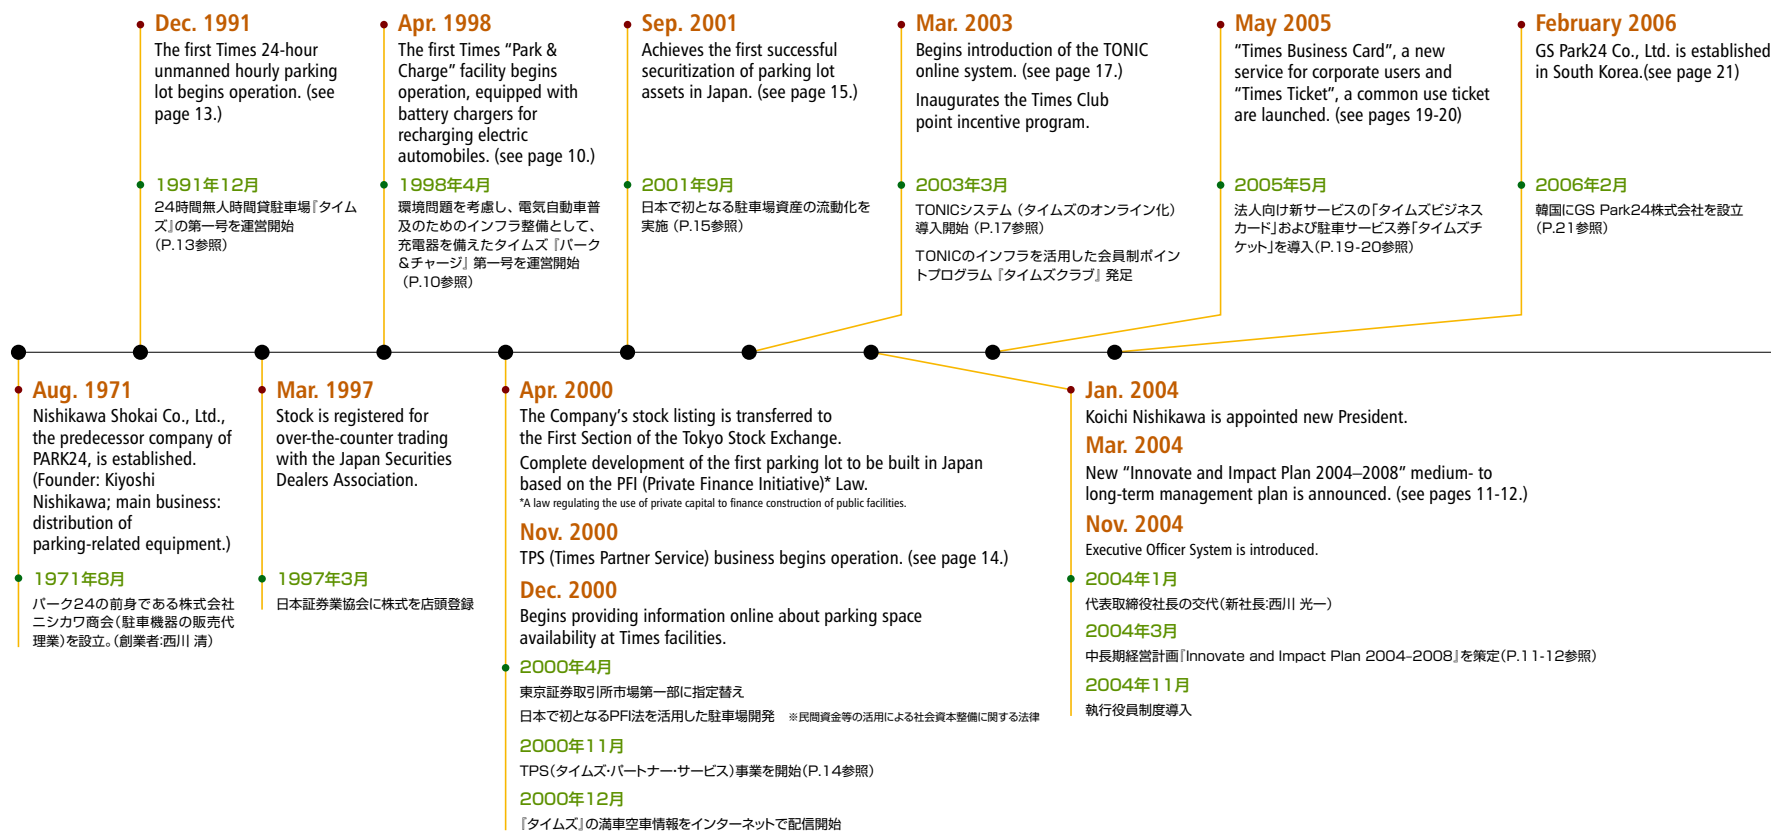 Dec. 1991
The first Times 24-hour
unmanned hourly parking
lot begins operation. (see
page 13.)
1991年12月
24時間無人時間貸駐車場『タイム
ズ』の第一号を運営開始
（P.13参照）
Apr. 1998
The first Times “Park &
Charge” facility begins
operation, equipped with
battery chargers for
recharging electric
automobiles. (see page 10.)
1998年4月
環境問題を考慮し、電気自動車普
及のためのインフラ整備として、
充電器を備えたタイムズ『パーク
&チャージ』第一号を運営開始
（P.10参照）
Sep. 2001
Achieves the first successful
securitization of parking lot
assets in Japan. (see page 15.)
2001年9月
日本で初となる駐車場資産の流動化を
実施（P.15参照）
Mar. 2003
Begins introduction of the TONIC
online system. (see page 17.)
Inaugurates the Times Club
point incentive program.
2003年3月
TONICシステム（タイムズのオンライン化）
導入開始（P.17参照）
TONICのインフラを活用した会員制ポイン
トプログラム『タイムズクラブ』発足
May 2005
“Times Business Card”, a new
service for corporate users and
“Times Ticket”, a common use ticket
are launched. (see pages 19-20)
2005年5月
法人向け新サービスの「タイムズビジネス
カード」および駐車サービス券「タイムズチ
ケット」を導入(P.19-20参照)
February 2006
GS Park24 Co., Ltd. is established
in South Korea.(see page 21)
2006年2月
韓国にGS Park24株式会社を設立
(P.21参照)
Aug. 1971
Nishikawa Shokai Co., Ltd.,
the predecessor company of
PARK24, is established.
(Founder: Kiyoshi
Nishikawa; main business:
distribution of
parking-related equipment.)
1971年8月
パーク24の前身である株式会社
ニシカワ商会(駐車機器の販売代
理業)を設立。(創業者:西川 清)
Mar. 1997
Stock is registered for
over-the-counter trading
with the Japan Securities
Dealers Association.
1997年3月
日本証券業協会に株式を店頭登録
Apr. 2000
The Company’s stock listing is transferred to
the First Section of the Tokyo Stock Exchange.
Complete development of the first parking lot to be built in Japan
based on the PFI (Private Finance Initiative)* Law.
*A law regulating the use of private capital to finance construction of public facilities.
Nov. 2000
TPS (Times Partner Service) business begins operation. (see page 14.)
Dec. 2000
Begins providing information online about parking space
availability at Times facilities.
2000年4月
東京証券取引所市場第一部に指定替え
日本で初となるPFI法を活用した駐車場開発 ※民間資金等の活用による社会資本整備に関する法律
2000年11月
TPS(タイムズ・パートナー・サービス)事業を開始(P.14参照)
2000年12月
『タイムズ』の満車空車情報をインターネットで配信開始
Jan. 2004
Koichi Nishikawa is appointed new President.
Mar. 2004
New “Innovate and Impact Plan 2004–2008” medium- to
long-term management plan is announced. (see pages 11-12.)
Nov. 2004
Executive Officer System is introduced.
2004年1月
代表取締役社長の交代(新社長:西川 光一)
2004年3月
中長期経営計画『Innovate and Impact Plan 2004–2008』を策定(P.11-12参照)
2004年11月
執行役員制度導入